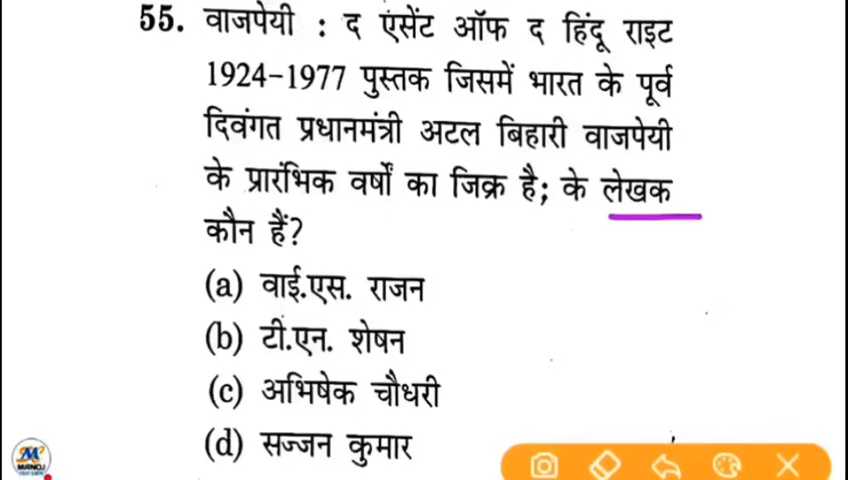 55. वाजपेयी : द एंसेंट ऑफ द हिंदू राइट
1924-1977 पुस्तक जिसमें भारत के पूर्व
दिवंगत प्रधानमंत्री अटल बिहारी वाजपेयी
के प्रारंभिक वर्षों का जिक्र है; के लेखक
कौन हैं?
(a) वाई.एस. राजन
(b) टी.एन. शेषन
(c) अभिषेक चौधरी
(d) सज्जन कुमार
MANOJ